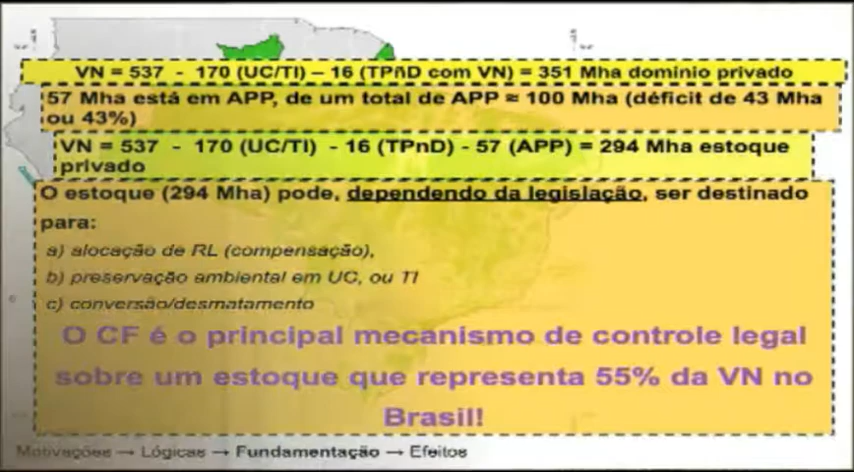 VN = 537 - 170 (UC/TI) – 16 (TPñD com VN) = 351 Mha dominio privado
57 Mha está em APP, de um total de APP ≈ 100 Mha (déficit de 43 Mha
ou 43%)
VN = 537 - 170 (UC/TI) - 16 (TPnD) - 57 (APP) = 294 Mha estoque
privado
O estoque (294 Mha) pode, dependendo da legislação, ser destinado
para:
a) alocação de RL (compensação),
b) preservação ambiental em UC, ou TI
c) conversão/desmatamento
O CF é o principal mecanismo de controle legal
sobre um estoque que representa 55% da VN no
Brasil!
Motivações → Lógicas → Fundamentação → Efeitos